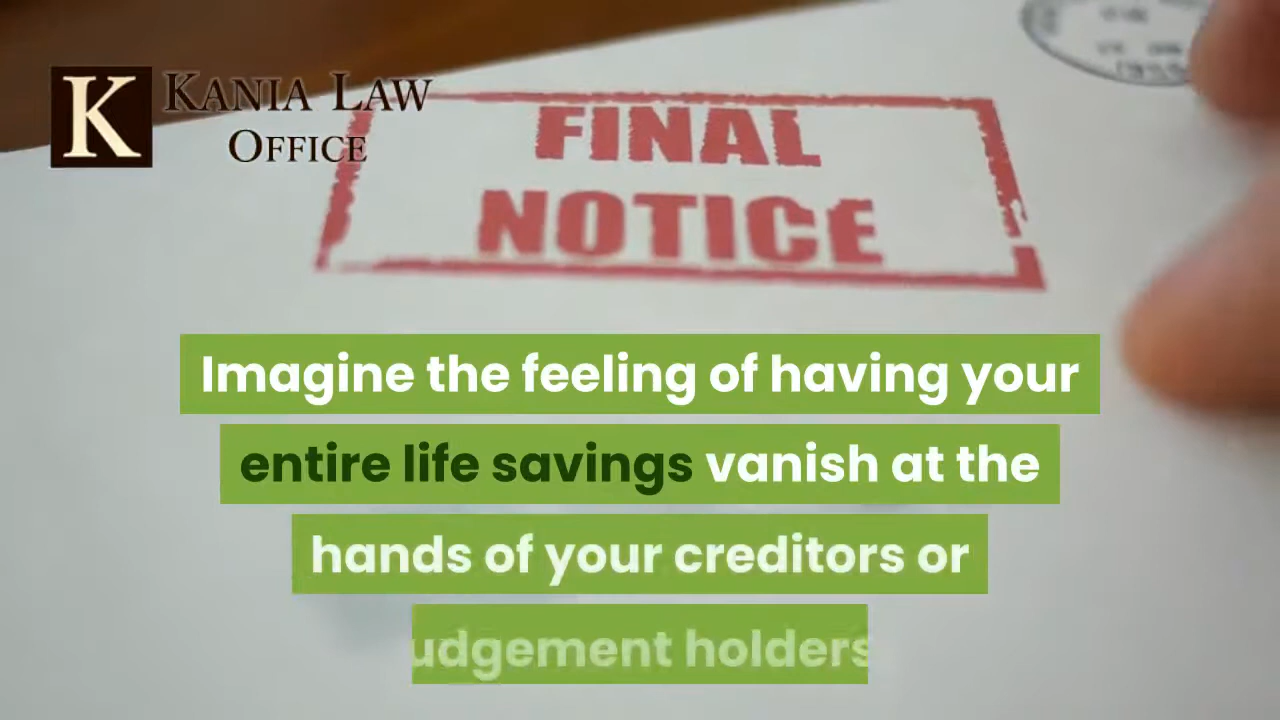 K KANIA LAW
OFFICE
FINAL
NOTICE
Imagine the feeling of having your
entire life savings vanish at the
hands of your creditors or
udgement holders